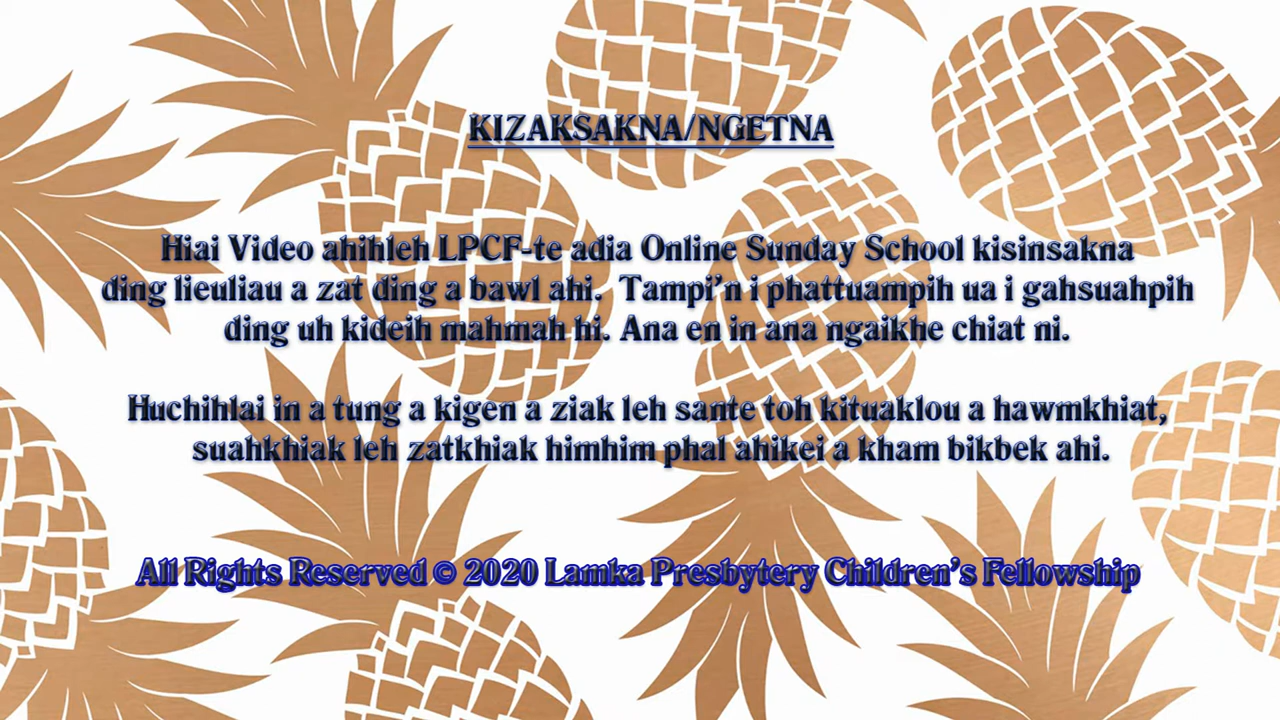 KIZAKSAKNA/NGETNA
Hiai Video ahihleh LPCF-te adia Online Sunday School kisinsakna
ding lieuliau a zat ding a bawl ahi. Tampi'n i phattuampih ua i gahsuahpih
ding uh kideih mahmah hi. Ana en in ana ngaikhe chiat ni.
Huchihlai in a tung a kigen a ziak leh sante toh kituaklou a hawmkhiat,
suahkhiak leh zatkhiak himhim phal ahikei a kham bikbek ahi.
All Rights Reserved © 2020 Lamka Presbytery Children's Fellowship